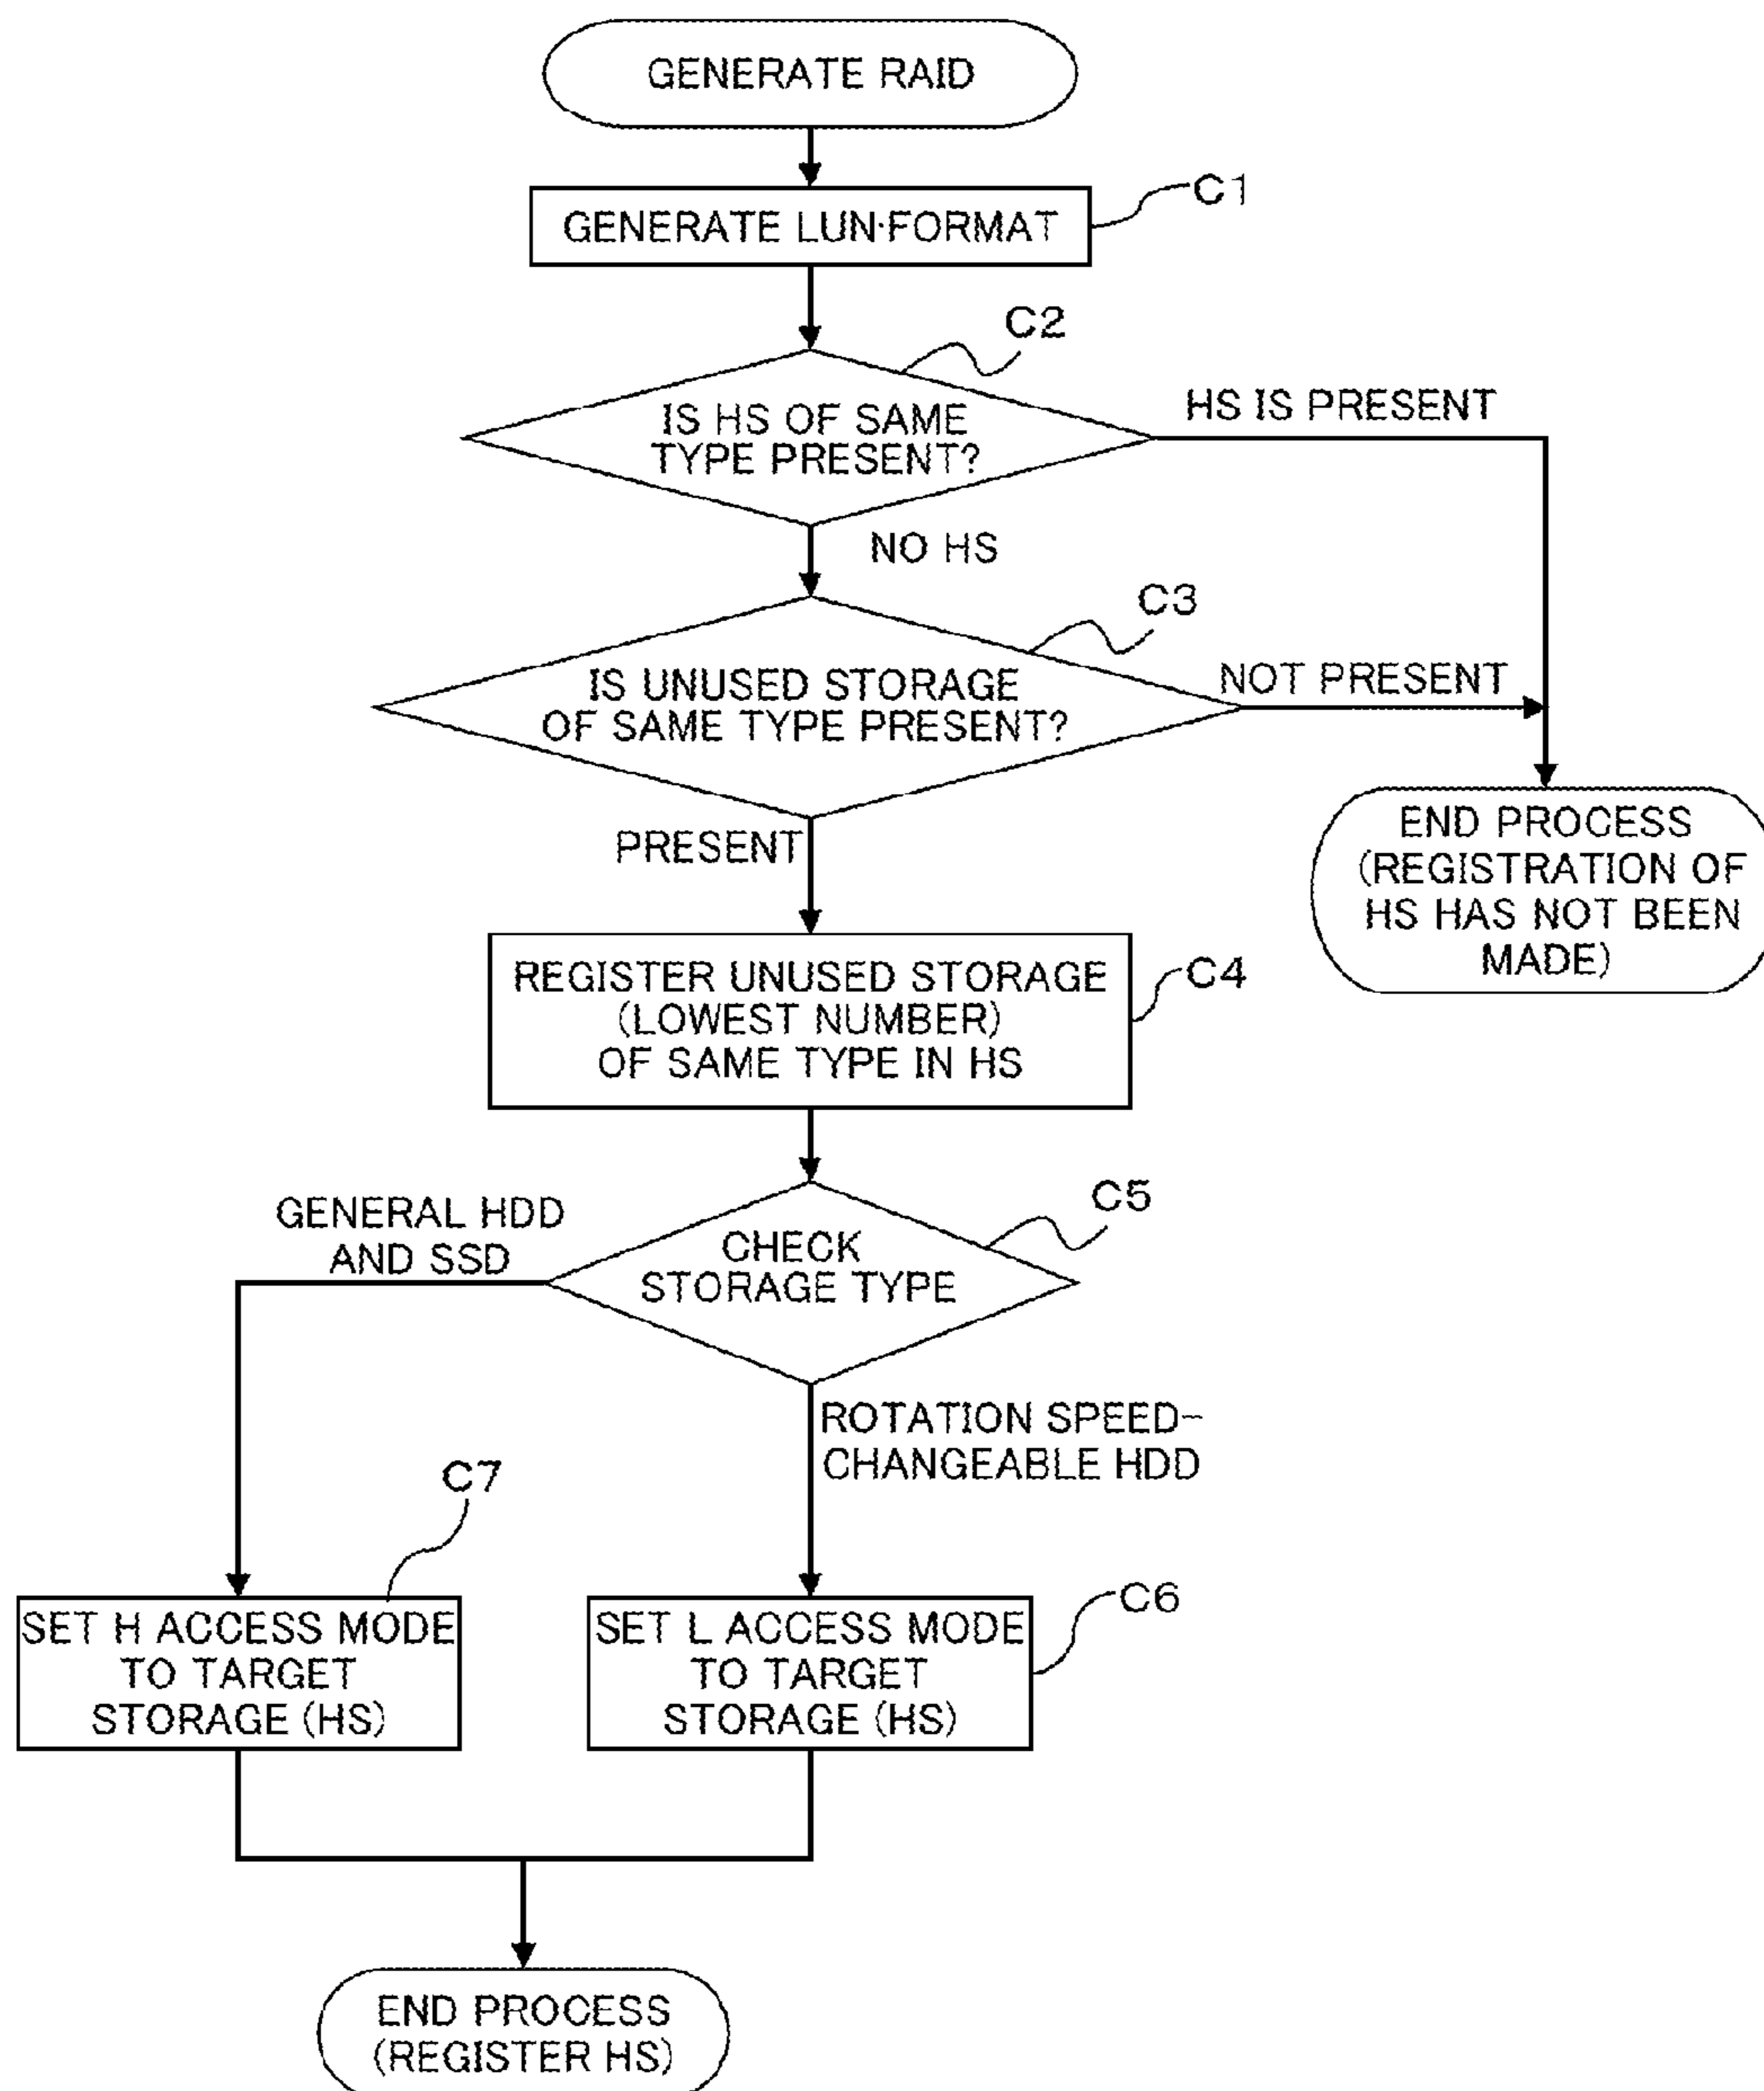 GENERATE RAID
GENERATE LUN·FORMAT
C1
C2
IS HS OF SAME
TYPE PRESENT?
HS IS PRESENT
NO HS
C3
IS UNUSED STORAGE
OF SAME TYPE PRESENT?
NOT PRESENT
PRESENT
END PROCESS
(REGISTRATION OF
HS HAS NOT BEEN
MADE)
REGISTER UNUSED STORAGE
(LOWEST NUMBER)
OF SAME TYPE IN HS
C4
GENERAL HDD
AND SSD
C5
CHECK
STORAGE TYPE
ROTATION SPEED-
CHANGEABLE HDD
C7
SET H ACCESS MODE
TO TARGET
STORAGE (HS)
SET L ACCESS MODE
TO TARGET
STORAGE (HS)
C6
END PROCESS
(REGISTER HS)